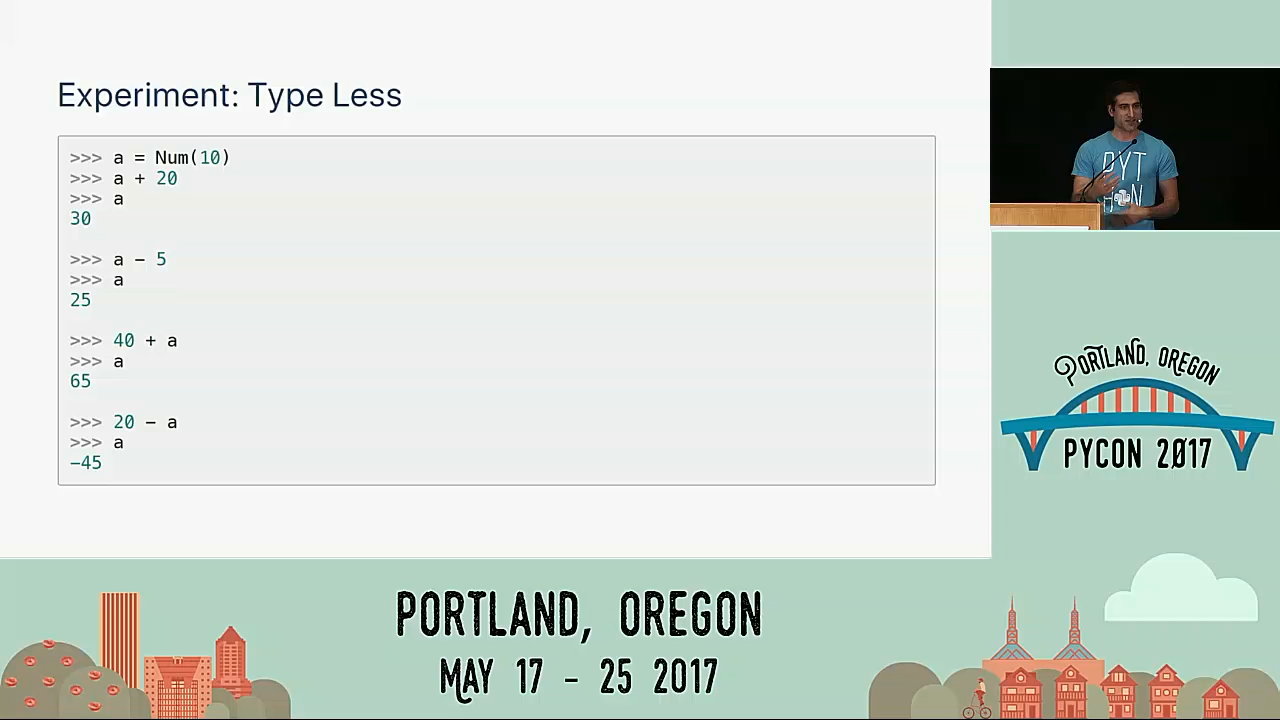 Experiment: Type Less
>>> a = Num(10)
>>> a + 20
>>> a
30
>>> a - 5
>>> a
25
>>> 40 + a
>>> a
65
>>> 20 - a
>>> a
-45
PYT
H N
PORTLAND, OREGON
PYCON 2017
PORTLAND, OREGON
MAY 17 - 25 2017